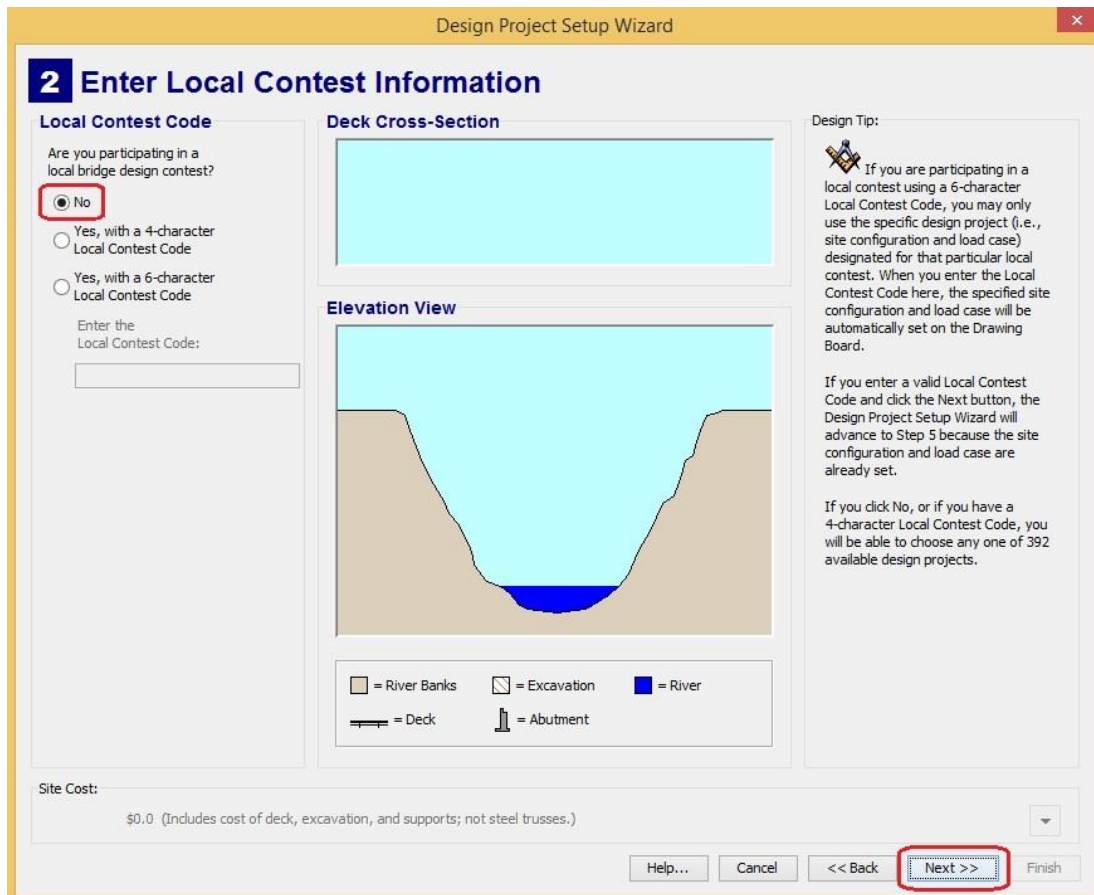 Design Project Setup Wizard
2 Enter Local Contest Information
Local Contest Code
Are you participating in a
local bridge design contest?
No
Yes, with a 4-character
Local Contest Code
Yes, with a 6-character
Local Contest Code
Enter the
Local Contest Code:
Deck Cross-Section
Elevation View
= River Banks
= Excavation
= River
= Deck
= Abutment
Design Tip:
If you are participating in a
local contest using a 6-character
Local Contest Code, you may only
use the specific design project (i.e.,
site configuration and load case)
designated for that particular local
contest. When you enter the Local
Contest Code here, the specified site
configuration and load case will be
automatically set on the Drawing
Board.
If you enter a valid Local Contest
Code and click the Next button, the
Design Project Setup Wizard will
advance to Step 5 because the site
configuration and load case are
already set.
If you click No, or if you have a
4-character Local Contest Code, you
will be able to choose any one of 392
available design projects.
Site Cost:
$0.0 (Includes cost of deck, excavation, and supports; not steel trusses.)
Help...
Cancel
<< Back
Next >>
Finish